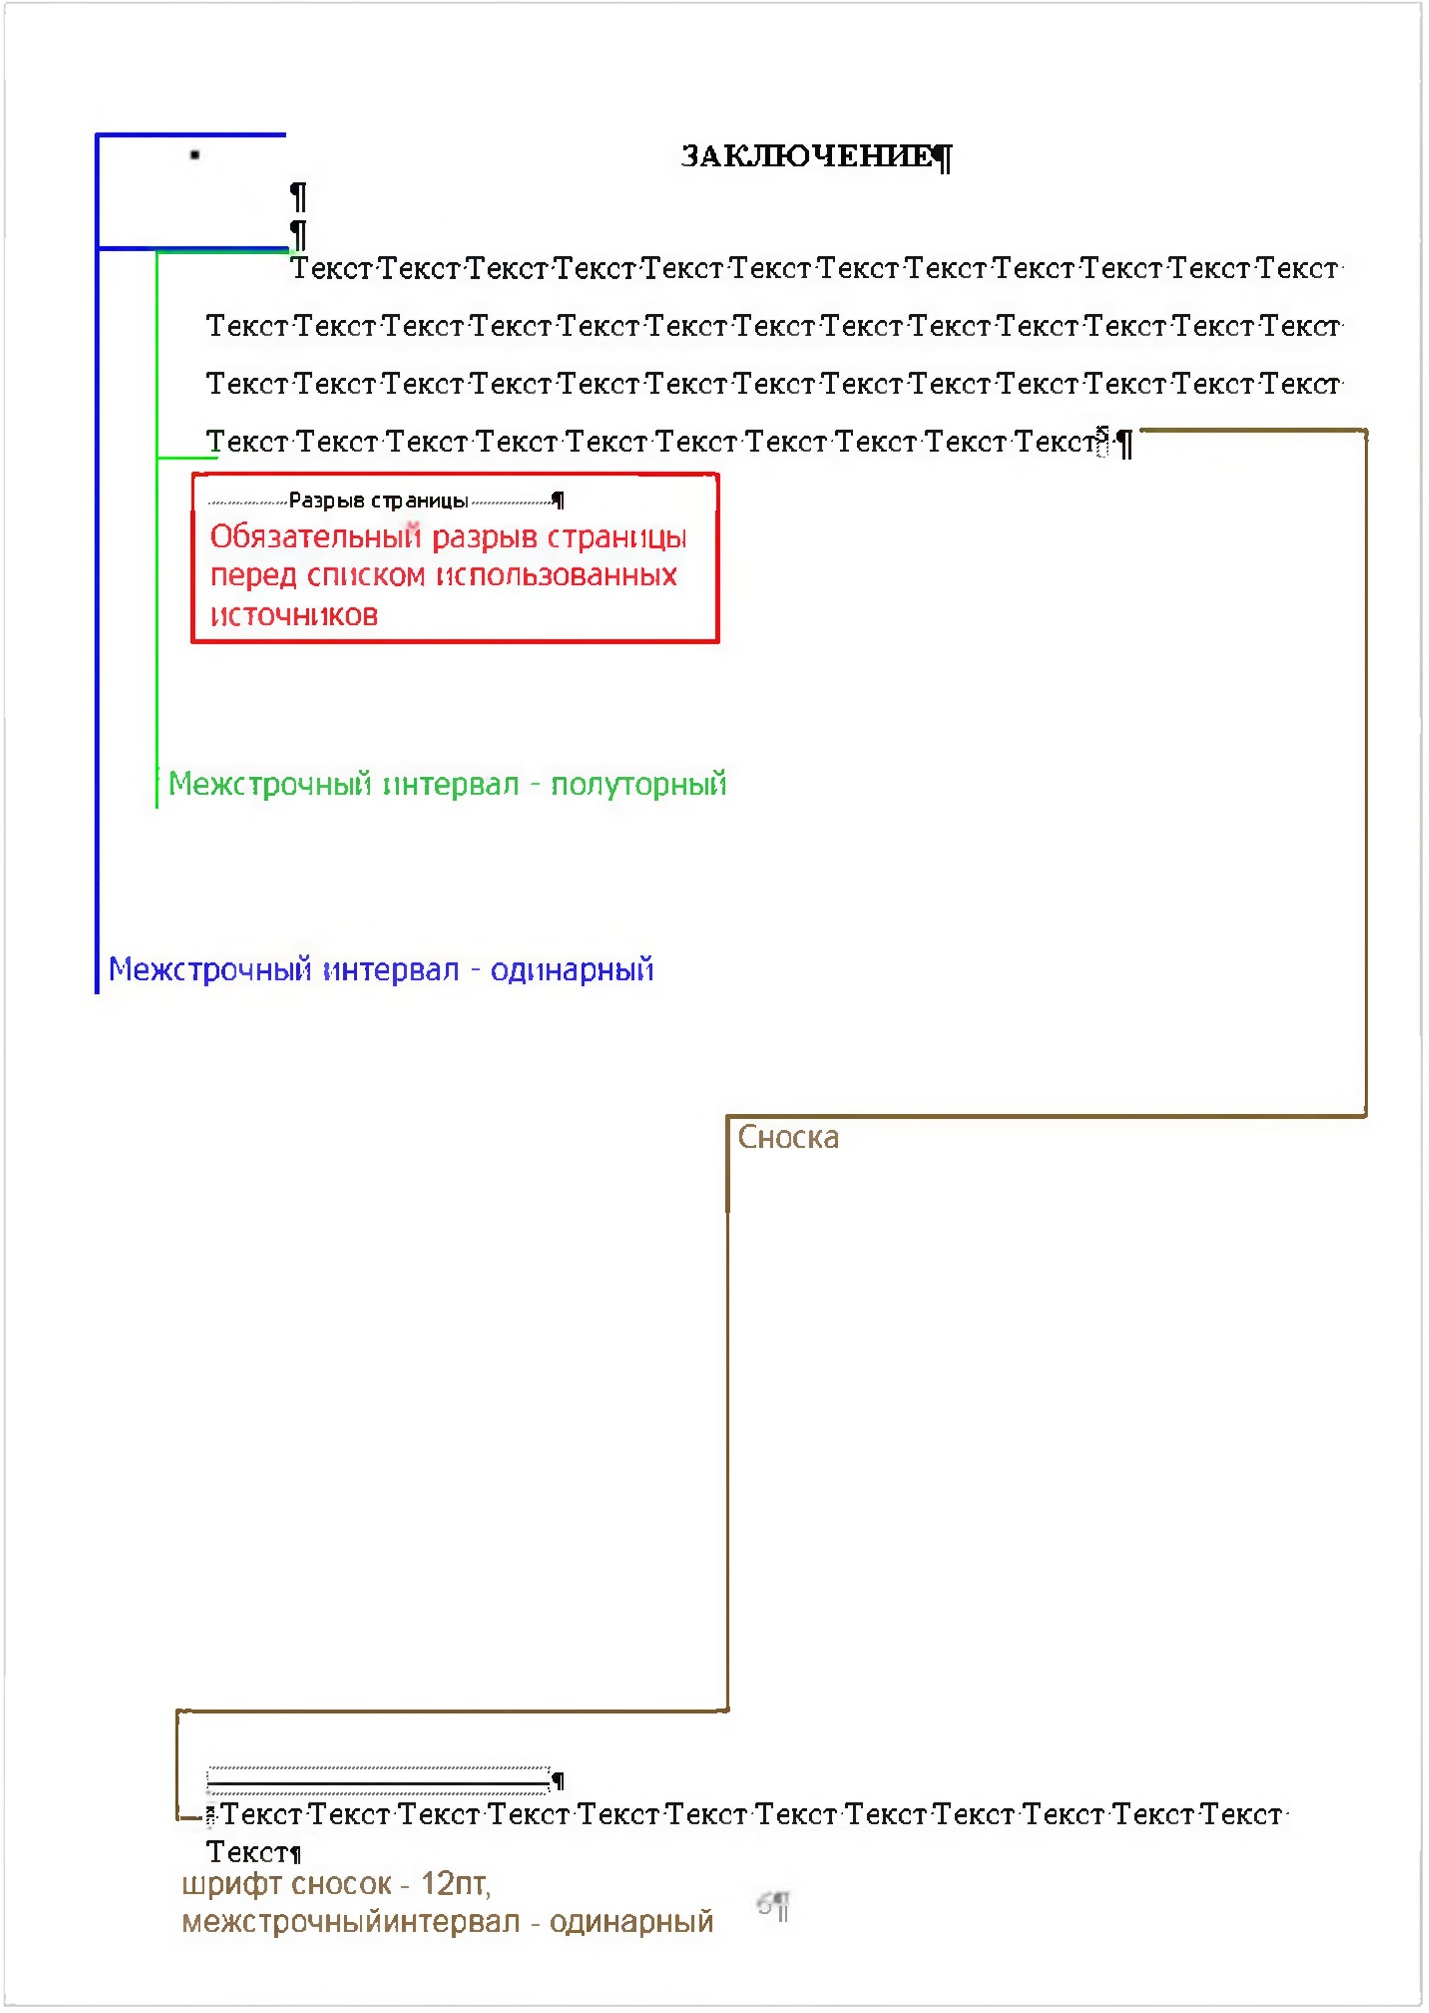 ЗАКЛЮЧЕНИЕ¶
¶
¶
Текст·Текст·Текст·Текст·Текст·Текст·Текст·Текст·Текст·Текст·Текст·Текст·
Текст·Текст·Текст·Текст·Текст·Текст·Текст·Текст·Текст·Текст·Текст·Текст·Текст·
Текст·Текст·Текст·Текст·Текст·Текст·Текст·Текст·Текст·Текст·Текст·Текст·Текст·
Текст·Текст·Текст·Текст·Текст·Текст·Текст·Текст·Текст·Текст⁵·¶
Разрыв страницы¶
Обязательный разрыв страницы
перед списком использованных
источников
Межстрочный интервал - полуторный
Межстрочный интервал - одинарный
Сноска
¶
·Текст·Текст·Текст·Текст·Текст·Текст·Текст·Текст·Текст·Текст·Текст·Текст·
Текст¶
шрифт сносок - 12пт,
межстрочныйинтервал - одинарный
6¶